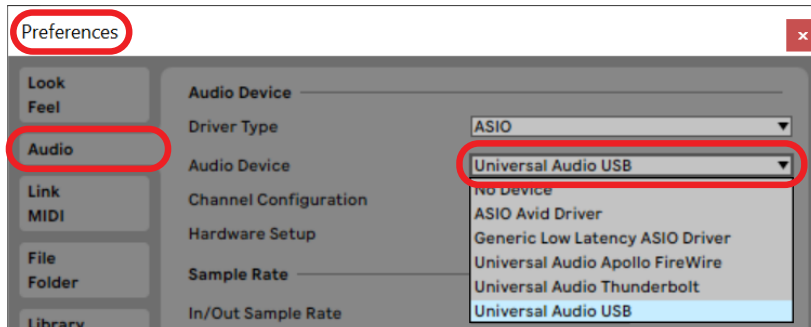 Preferences
x
Look
Feel
Audio
Link
MIDI
File
Folder
Library
Audio Device
Driver Type
ASIO
Audio Device
Universal Audio USB
Channel Configuration
Hardware Setup
No Device
ASIO Avid Driver
Generic Low Latency ASIO Driver
Universal Audio Apollo FireWire
Universal Audio Thunderbolt
Universal Audio USB
Sample Rate
In/Out Sample Rate